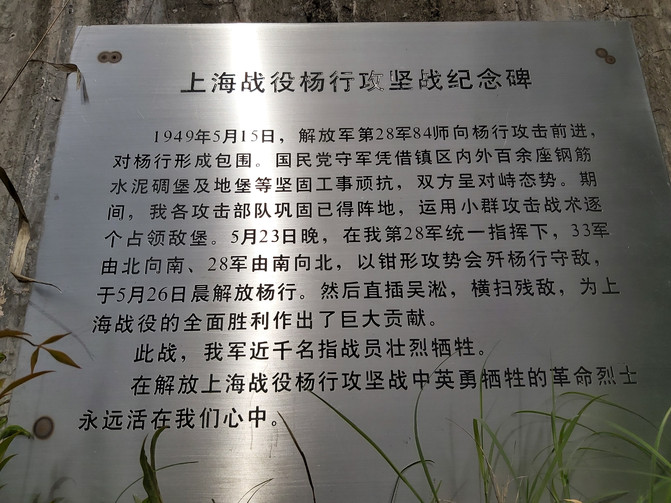 上海战役杨行攻坚战纪念碑
1949年5月15日，解放军第28军84师向杨行攻击前进，
对杨行形成包围。国民党守军凭借镇区内外百余座钢筋
水泥碉堡及地堡等坚固工事顽抗，双方呈对峙态势。期
间，我各攻击部队巩固已得阵地，运用小群攻击战术逐
个占领敌堡。5月23日晚，在我第28军统一指挥下，33军
由北向南、28军由南向北，以钳形攻势会歼杨行守敌，
于5月26日晨解放杨行。然后直插吴淞，横扫残敌，为上
海战役的全面胜利作出了巨大贡献。
此战，我军近千名指战员壮烈牺牲。
在解放上海战役杨行攻坚战中英勇牺牲的革命烈士
永远活在我们心中。